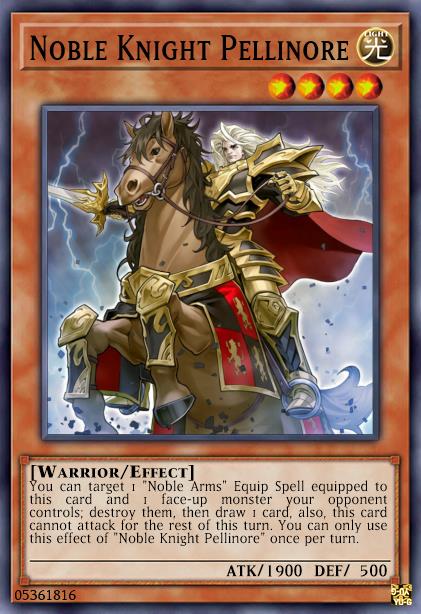 Noble Knight Pellinore
LIGHT
光
[Warrior/Effect]
You can target 1 "Noble Arms" Equip Spell equipped to
this card and 1 face-up monster your opponent
controls; destroy them, then draw 1 card, also, this card
cannot attack for the rest of this turn. You can only use
this effect of "Noble Knight Pellinore" once per turn.
ATK/1900 DEF/ 500
05361816